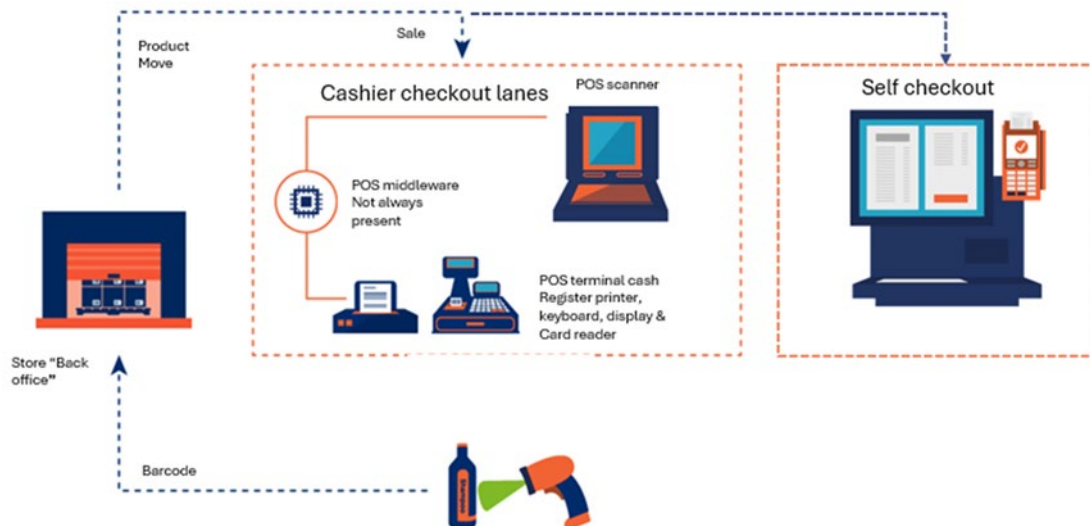 Product
Move
Sale
Cashier checkout lanes
POS scanner
Self checkout
POS middleware
Not always
present
POS terminal cash
Register printer,
keyboard, display &
Card reader
Store "Back
office"
Barcode
Shampoo